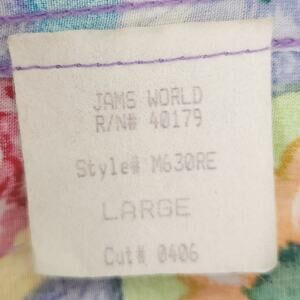 JAMS WORLD
R/N# 40179
Style# M630RE
LARGE
Cut# 0406